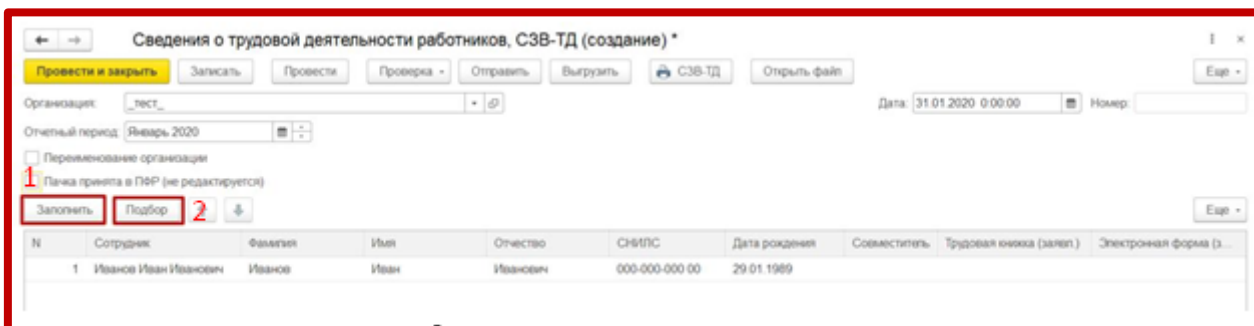 Сведения о трудовой деятельности работников, СЗВ-ТД (создание) *
Провести и закрыть Записать Провести Проверка Отправить Выгрузить СЗВ-ТД Открыть файл Еще
Организация: _тест_ Дата: 31.01.2020 0:00:00 Номер:
Отчетный период: Январь 2020
Переименование организации
1 Пачка принята в ПФР (не редактируется)
Заполнить Подбор 2 Еще
N Сотрудник Фамилия Имя Отчество СНИЛС Дата рождения Совместитель Трудовая книжка (заявл.) Электронная форма (з...
1 Иванов Иван Иванович Иванов Иван Иванович 000-000-000 00 29.01.1989